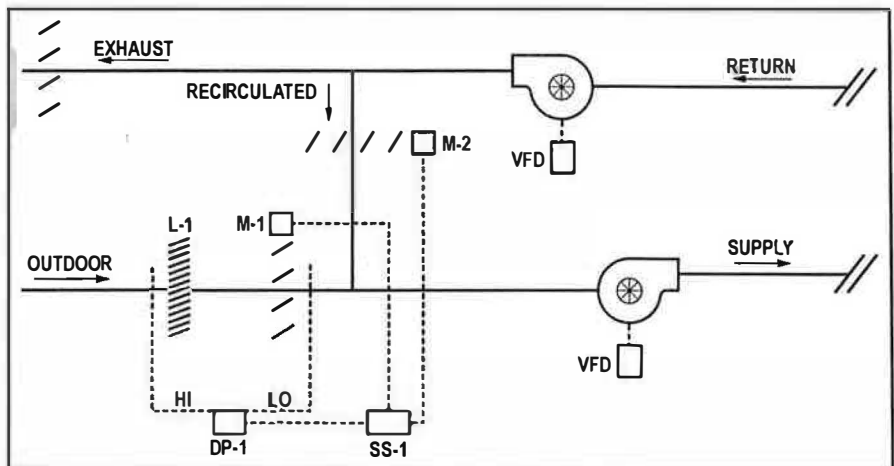 EXHAUST
RETURN
RECIRCULATED
M-2
VFD
L-1
M-1
OUTDOOR
SUPPLY
VFD
HI
LO
DP-1
SS-1